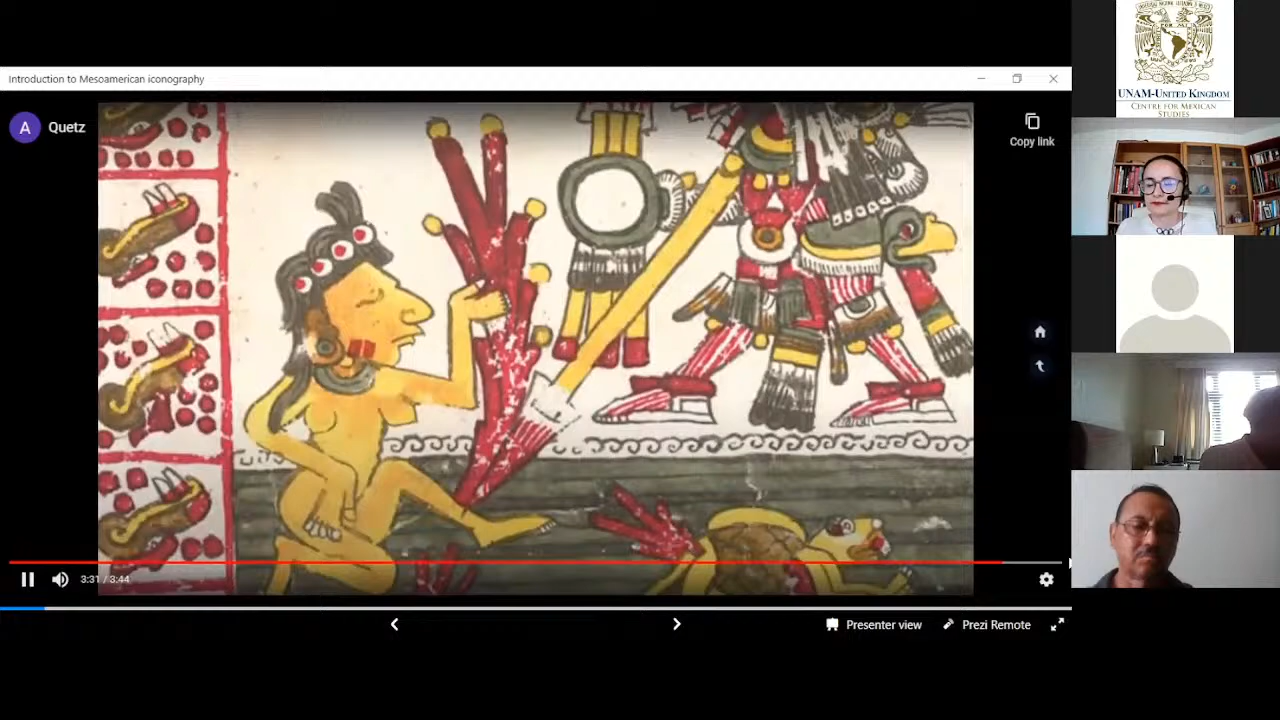 Introduction to Mesoamerican iconography
A
Quetz
Copy link
3:31 / 3:44
Presenter view
Prezi Remote
UNAM-UNITED KINGDOM
CENTRE FOR MEXICAN
STUDIES